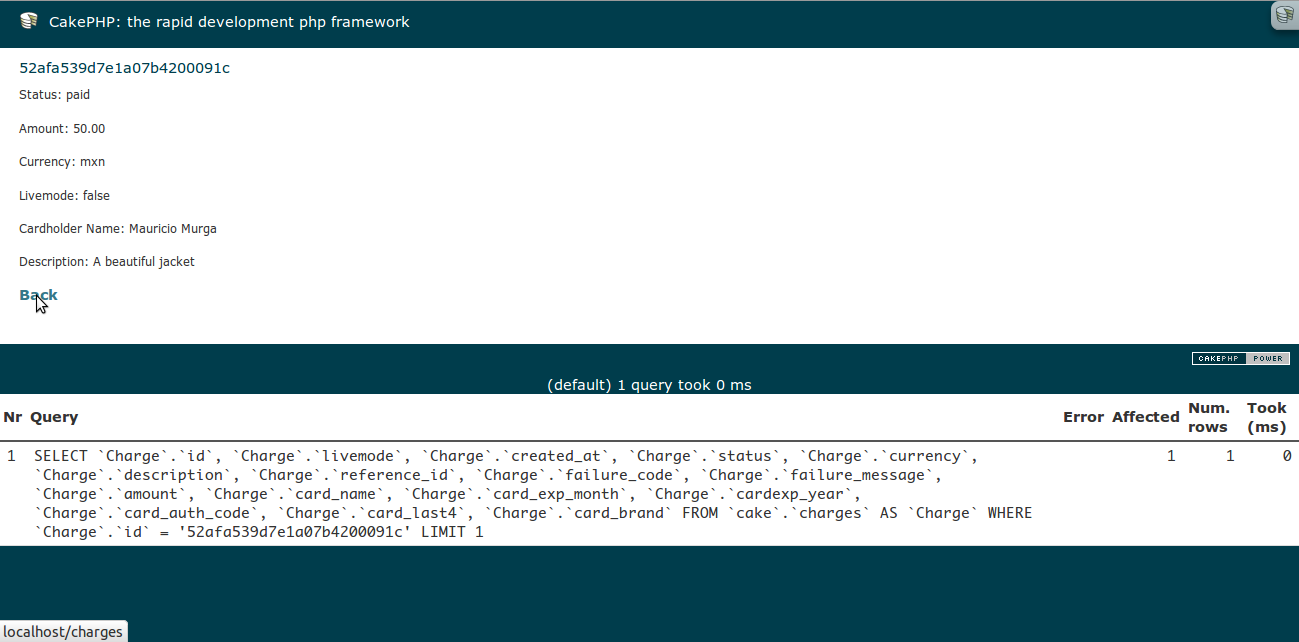 CakePHP: the rapid development php framework
52afa539d7e1a07b4200091c
Status: paid
Amount: 50.00
Currency: mxn
Livemode: false
Cardholder Name: Mauricio Murga
Description: A beautiful jacket
Back
CAKEPHP POWER
(default) 1 query took 0 ms
Nr Query Error Affected Num. rows Took (ms)
1 SELECT `Charge`.`id`, `Charge`.`livemode`, `Charge`.`created_at`, `Charge`.`status`, `Charge`.`currency`, 1 1 0
`Charge`.`description`, `Charge`.`reference_id`, `Charge`.`failure_code`, `Charge`.`failure_message`,
`Charge`.`amount`, `Charge`.`card_name`, `Charge`.`card_exp_month`, `Charge`.`cardexp_year`,
`Charge`.`card_auth_code`, `Charge`.`card_last4`, `Charge`.`card_brand` FROM `cake`.`charges` AS `Charge` WHERE
`Charge`.`id` = '52afa539d7e1a07b4200091c' LIMIT 1
localhost/charges